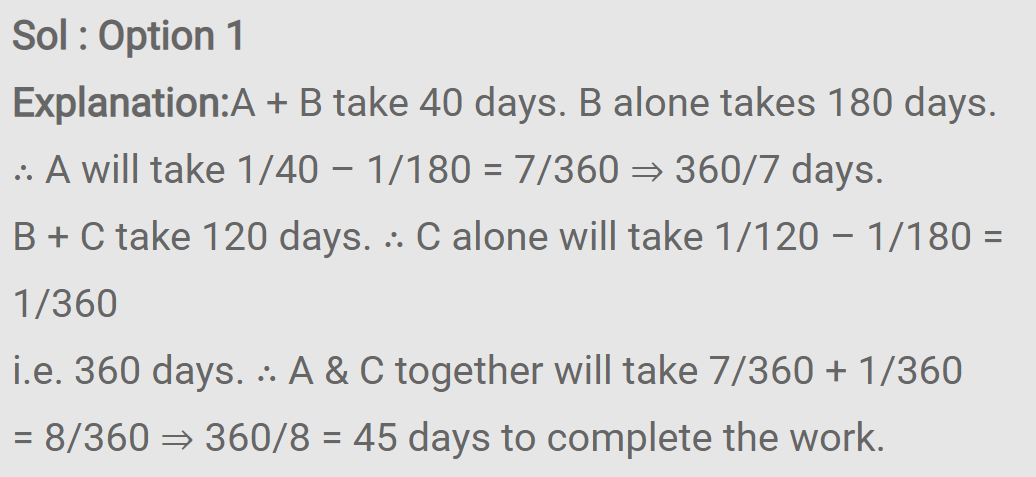 Sol : Option 1
Explanation:A + B take 40 days. B alone takes 180 days.
∴ A will take 1/40 – 1/180 = 7/360 ⇒ 360/7 days.
B + C take 120 days. ∴ C alone will take 1/120 – 1/180 =
1/360
i.e. 360 days. ∴ A & C together will take 7/360 + 1/360
= 8/360 ⇒ 360/8 = 45 days to complete the work.